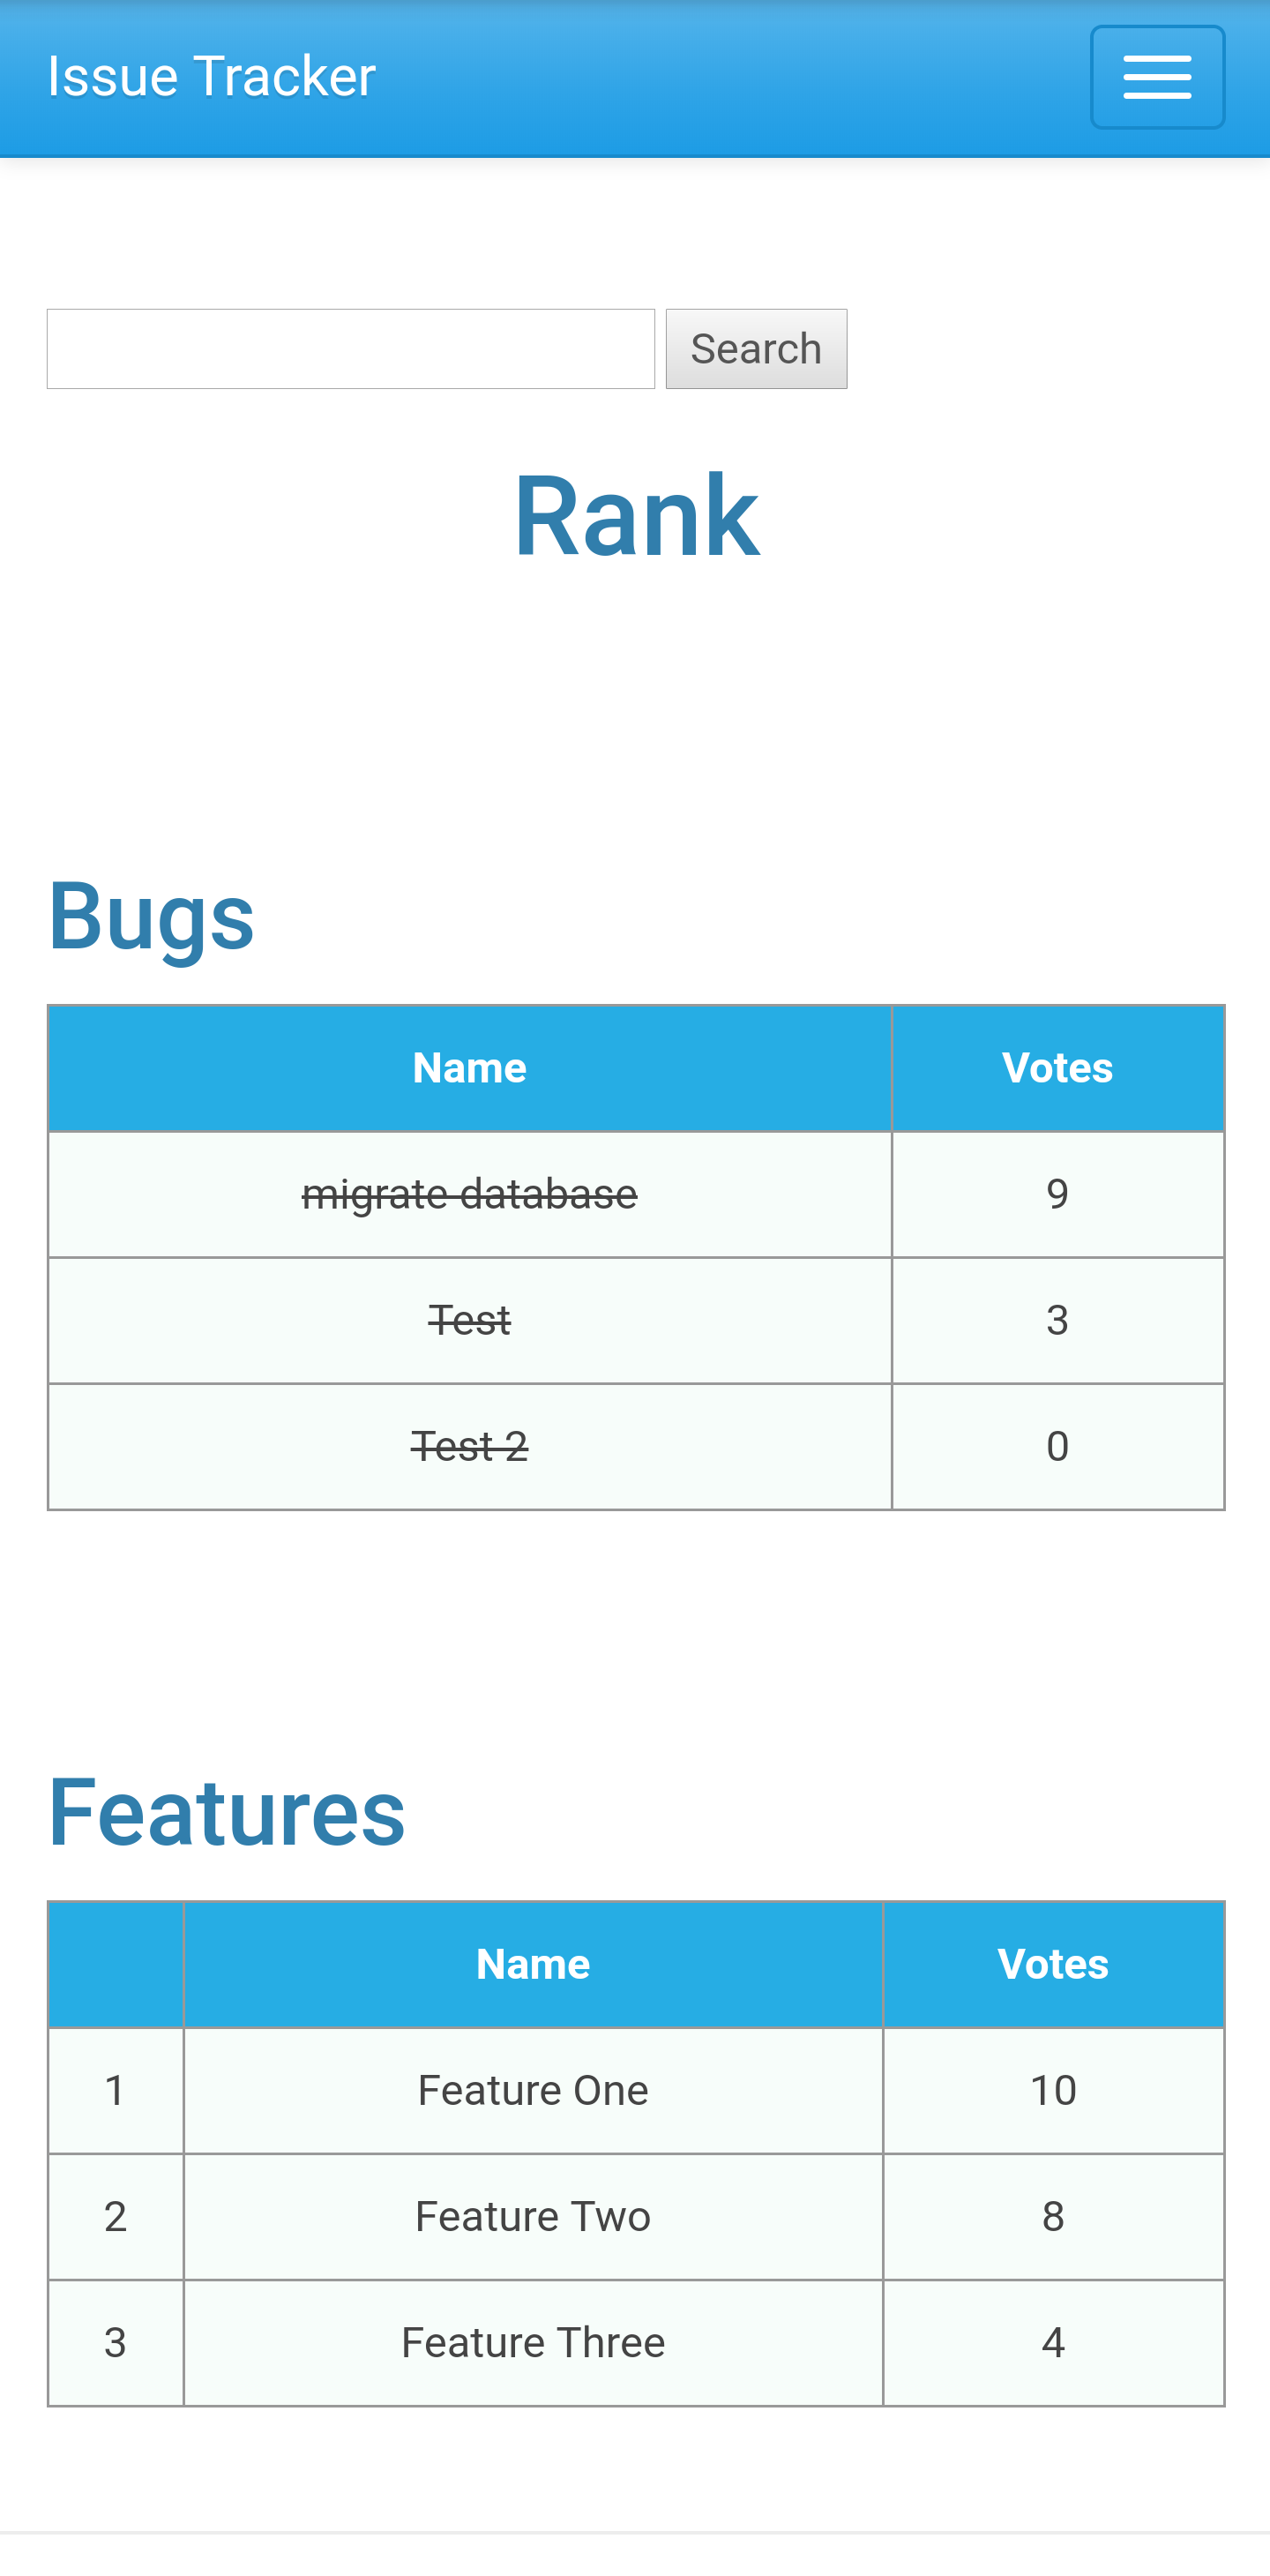 Issue Tracker
Search
Rank
Bugs
Name Votes
migrate database 9
Test 3
Test 2 0
Features
Name Votes
1 Feature One 10
2 Feature Two 8
3 Feature Three 4